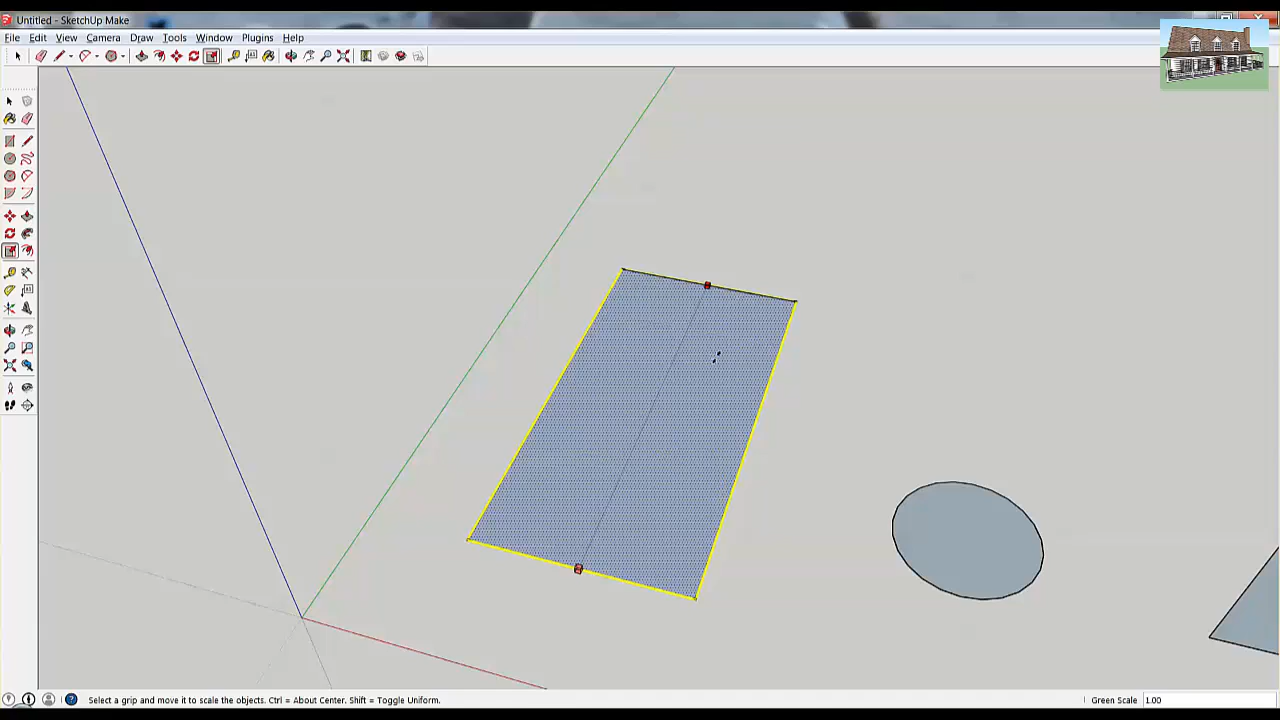 Untitled - SketchUp Make
File Edit View Camera Draw Tools Window Plugins Help
Select a grip and move it to scale the objects. Ctrl = About Center. Shift = Toggle Uniform.
Green Scale 1.00